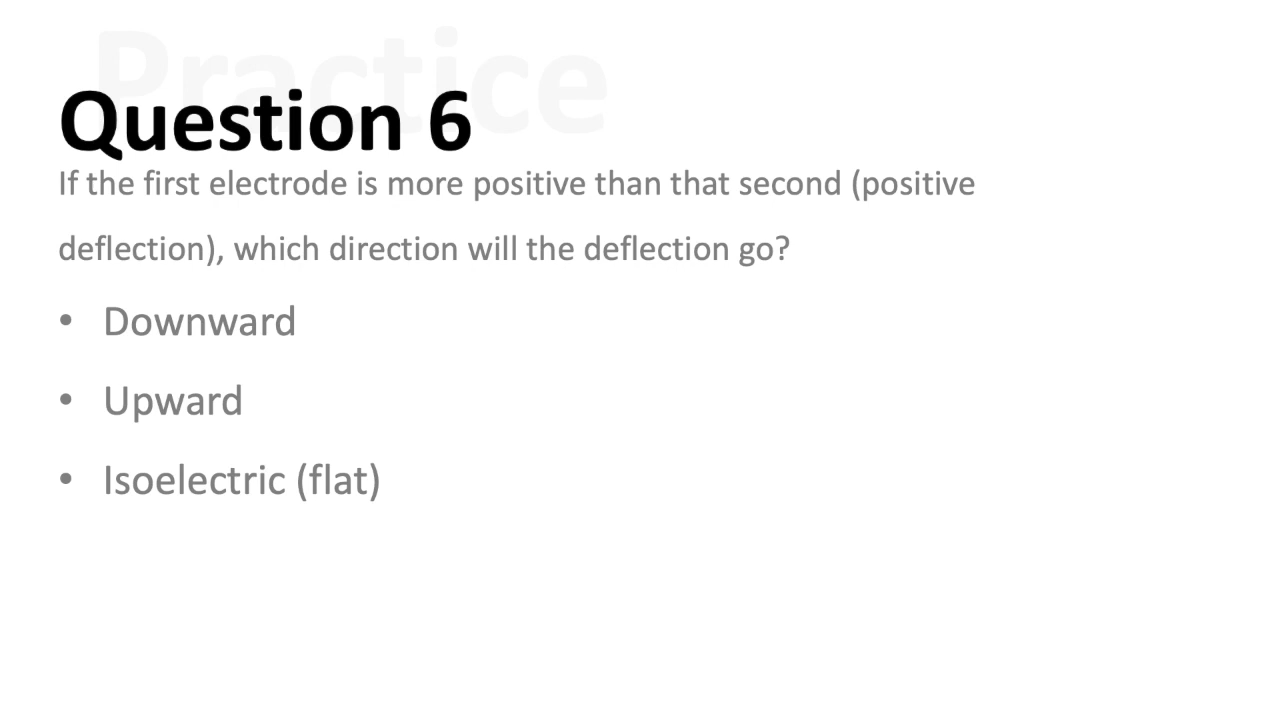 Practice
Question 6
If the first electrode is more positive than that second (positive
deflection), which direction will the deflection go?
• Downward
• Upward
• Isoelectric (flat)